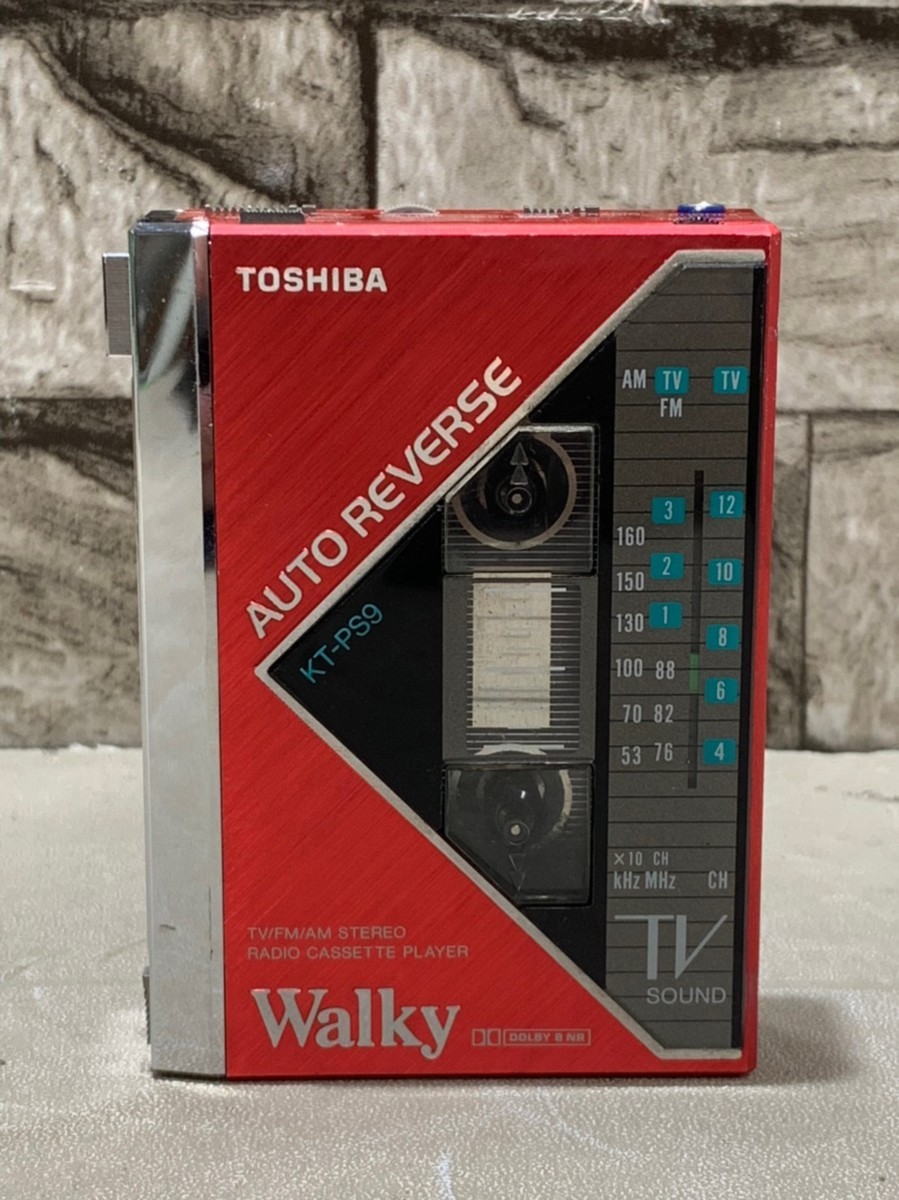 TOSHIBA
AUTO REVERSE
KT-PS9
AM TV TV
FM
3 12
160
2 10
150
1
130 8
100 88
6
70 82
53 76 4
×10 CH
kHz MHz CH
TV
SOUND
TV/FM/AM STEREO
RADIO CASSETTE PLAYER
Walky
DOLBY B NR